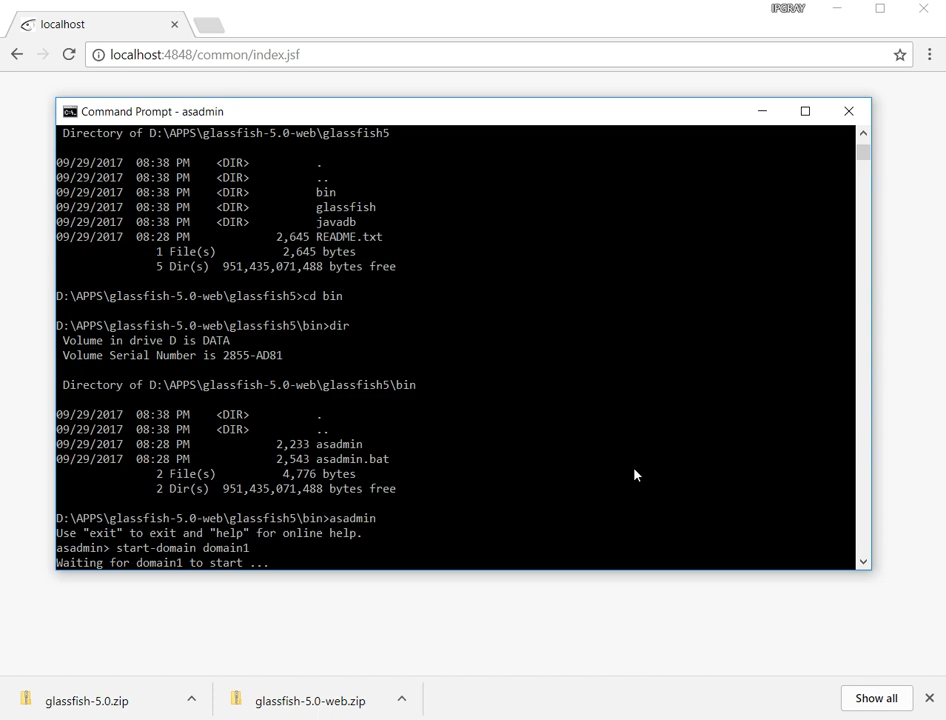 IPGRAY
localhost
localhost:4848/common/index.jsf
Command Prompt - asadmin
Directory of D:\APPS\glassfish-5.0-web\glassfish5
09/29/2017 08:38 PM <DIR> .
09/29/2017 08:38 PM <DIR> ..
09/29/2017 08:38 PM <DIR> bin
09/29/2017 08:38 PM <DIR> glassfish
09/29/2017 08:38 PM <DIR> javadb
09/29/2017 08:28 PM 2,645 README.txt
1 File(s) 2,645 bytes
5 Dir(s) 951,435,071,488 bytes free
D:\APPS\glassfish-5.0-web\glassfish5>cd bin
D:\APPS\glassfish-5.0-web\glassfish5\bin>dir
Volume in drive D is DATA
Volume Serial Number is 2855-AD81
Directory of D:\APPS\glassfish-5.0-web\glassfish5\bin
09/29/2017 08:38 PM <DIR> .
09/29/2017 08:38 PM <DIR> ..
09/29/2017 08:28 PM 2,233 asadmin
09/29/2017 08:28 PM 2,543 asadmin.bat
2 File(s) 4,776 bytes
2 Dir(s) 951,435,071,488 bytes free
D:\APPS\glassfish-5.0-web\glassfish5\bin>asadmin
Use "exit" to exit and "help" for online help.
asadmin> start-domain domain1
Waiting for domain1 to start ...
glassfish-5.0.zip
glassfish-5.0-web.zip
Show all